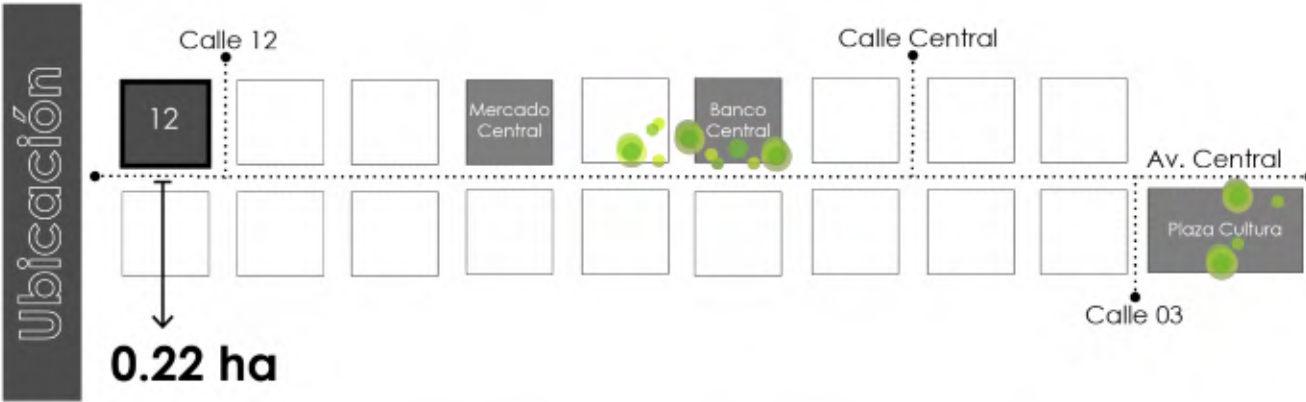 Ubicación
Calle 12
Calle Central
12
Mercado
Central
Banco
Central
Av. Central
Plaza Cultura
Calle 03
0.22 ha